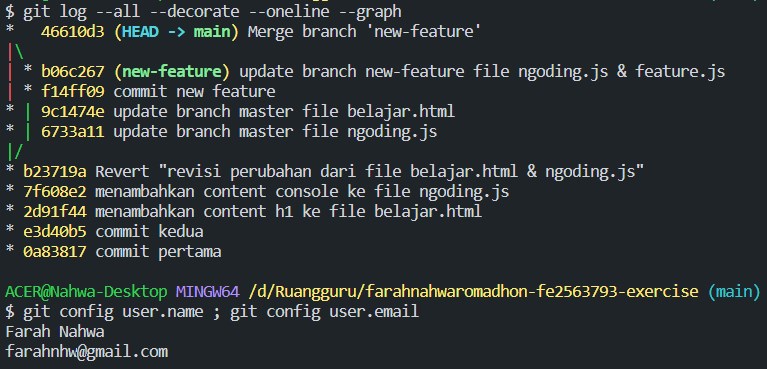 $ git log --all --decorate --oneline --graph
*   46610d3 (HEAD -> main) Merge branch 'new-feature'
|\
| * b06c267 (new-feature) update branch new-feature file ngoding.js & feature.js
| * f14ff09 commit new feature
* | 9c1474e update branch master file belajar.html
* | 6733a11 update branch master file ngoding.js
|/
* b23719a Revert "revisi perubahan dari file belajar.html & ngoding.js"
* 7f608e2 menambahkan content console ke file ngoding.js
* 2d91f44 menambahkan content h1 ke file belajar.html
* e3d40b5 commit kedua
* 0a83817 commit pertama
ACER@Nahwa-Desktop MINGW64 /d/Ruangguru/farahnahwaromadhon-fe2563793-exercise (main)
$ git config user.name ; git config user.email
Farah Nahwa
farahnhw@gmail.com